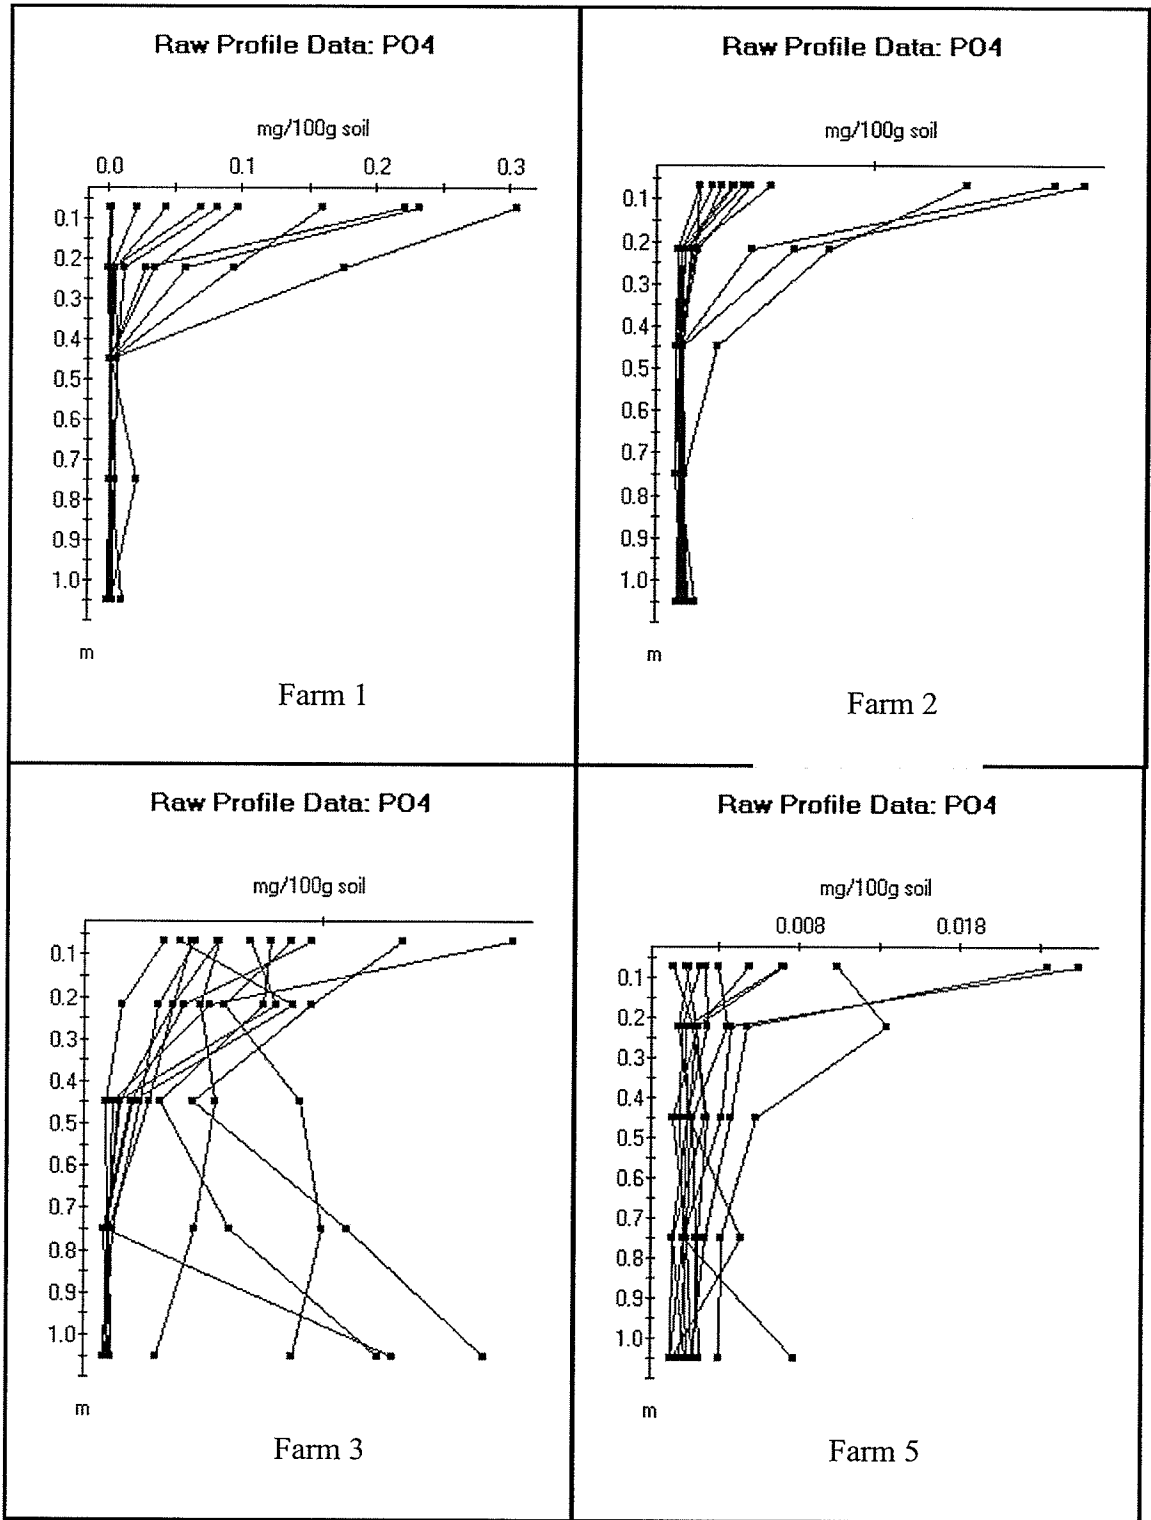 Raw Profile Data: PO4
mg/100g soil
0.0 0.1 0.2 0.3
0.1
0.2
0.3
0.4
0.5
0.6
0.7
0.8
0.9
1.0
m
Farm 1
Raw Profile Data: PO4
mg/100g soil
0.1
0.2
0.3
0.4
0.5
0.6
0.7
0.8
0.9
1.0
m
Farm 2
Raw Profile Data: PO4
mg/100g soil
0.1
0.2
0.3
0.4
0.5
0.6
0.7
0.8
0.9
1.0
m
Farm 3
Raw Profile Data: PO4
mg/100g soil
0.008 0.018
0.1
0.2
0.3
0.4
0.5
0.6
0.7
0.8
0.9
1.0
m
Farm 5